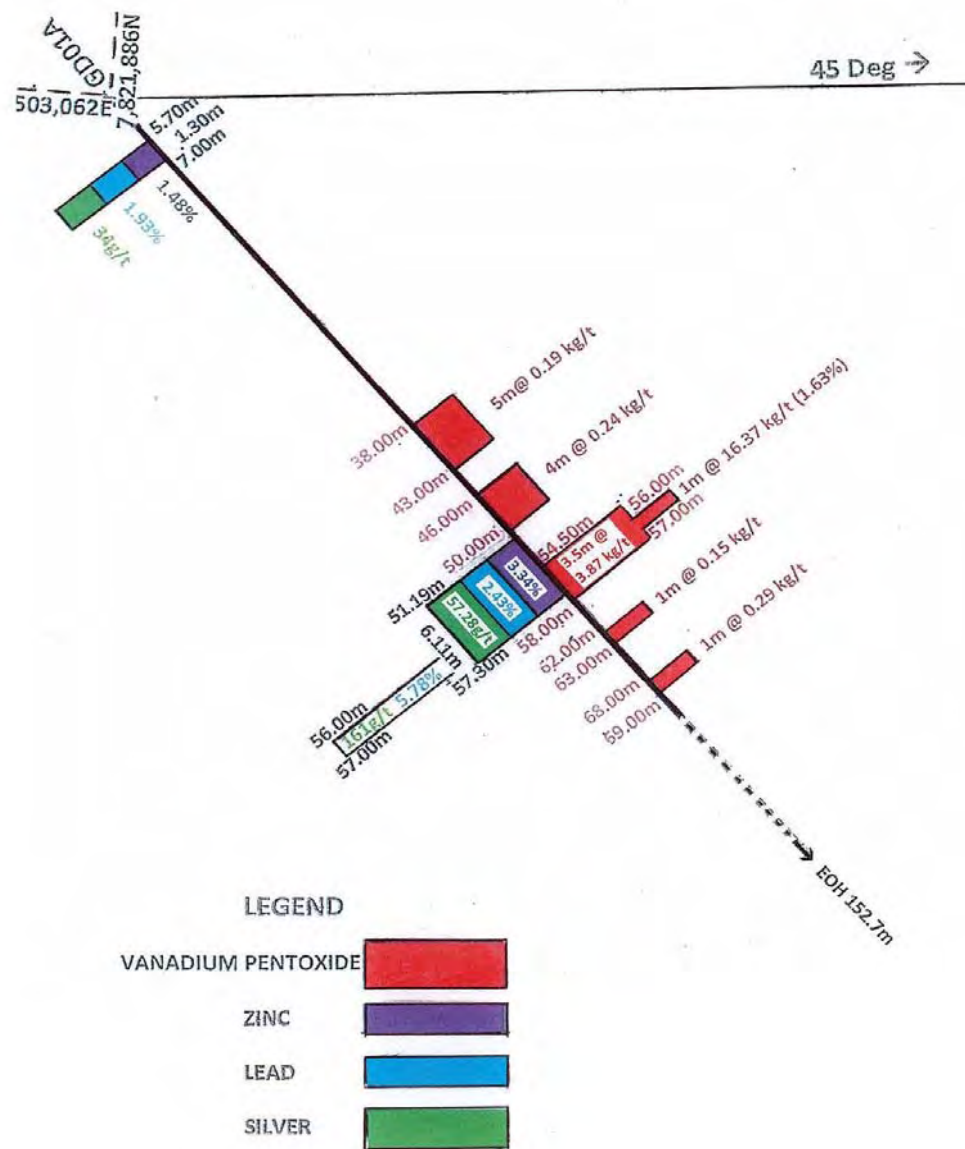 GD01A
7,821,886N
503,062E
45 Deg →
5.70m
1.30m
7.00m
1.48%
1.93%
34g/t
5m@ 0.19 kg/t
38.00m
43.00m
4m @ 0.24 kg/t
46.00m
50.00m
54.50m
56.00m
1m @ 16.37 kg/t (1.63%)
57.00m
3.5m @
3.87 kg/t
58.00m
3.34%
2.43%
57.28g/t
51.19m
6.11m
57.30m
56.00m
161g/t 5.78%
57.00m
1m @ 0.15 kg/t
62.00m
63.00m
1m @ 0.29 kg/t
68.00m
69.00m
EOH 152.7m
LEGEND
VANADIUM PENTOXIDE
ZINC
LEAD
SILVER